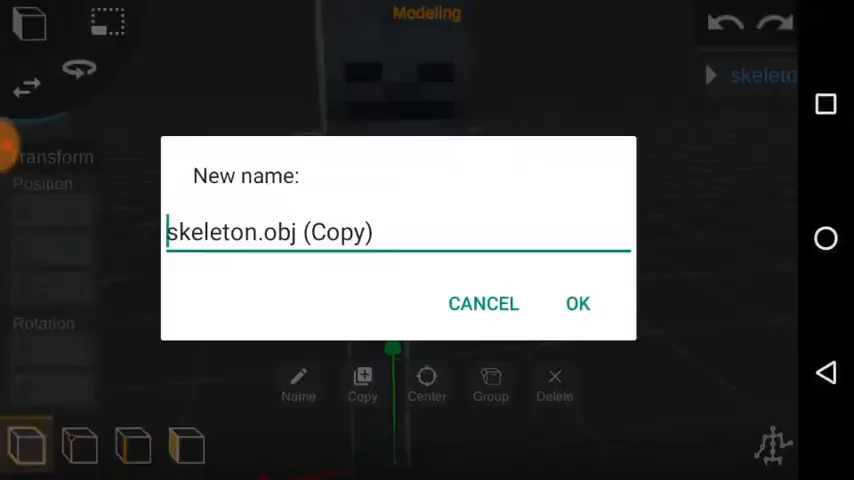 Modeling
skeleto
Transform
Position
Rotation
New name:
skeleton.obj (Copy)
CANCEL OK
Name Copy Center Group Delete